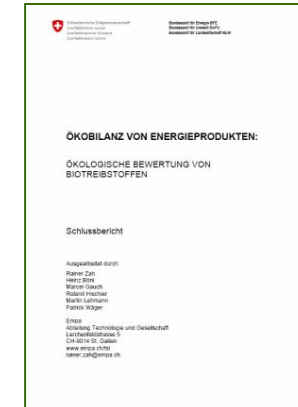 Schweizerische Eidgenossenschaft
Confédération suisse
Confederazione Svizzera
Confederaziun svizra
Bundesamt für Energie BFE
Bundesamt für Umwelt BAFU
Bundesamt für Landwirtschaft BLW
ÖKOBILANZ VON ENERGIEPRODUKTEN:
ÖKOLOGISCHE BEWERTUNG VON
BIOTREIBSTOFFEN
Schlussbericht
Ausgearbeitet durch
Rainer Zah
Heinz Böni
Marcel Gauch
Roland Hischier
Martin Lehmann
Patrick Wäger
Empa
Abteilung Technologie und Gesellschaft
Lerchenfeldstrasse 5
CH-9014 St. Gallen
www.empa.ch/tsl
rainer.zah@empa.ch